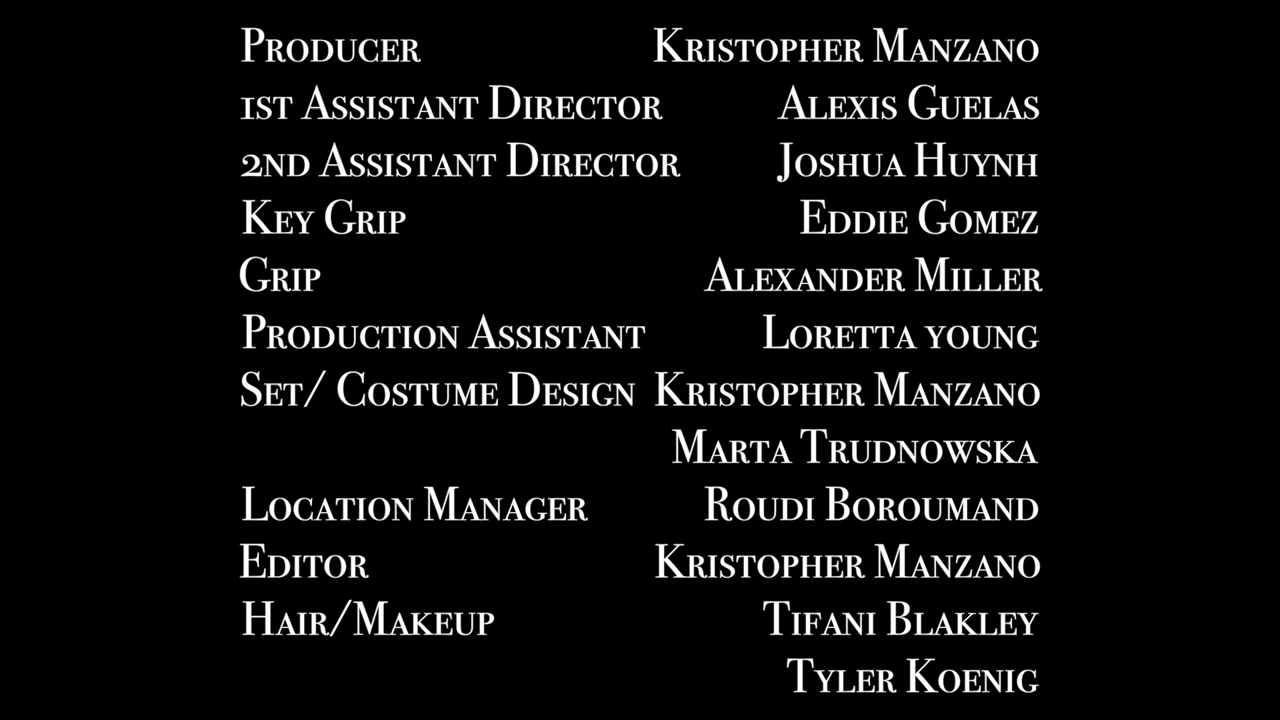 Producer Kristopher Manzano
1st Assistant Director Alexis Guelas
2nd Assistant Director Joshua Huynh
Key Grip Eddie Gomez
Grip Alexander Miller
Production Assistant Loretta young
Set/ Costume Design Kristopher Manzano
Marta Trudnowska
Location Manager Roudi Boroumand
Editor Kristopher Manzano
Hair/Makeup Tifani Blakley
Tyler Koenig